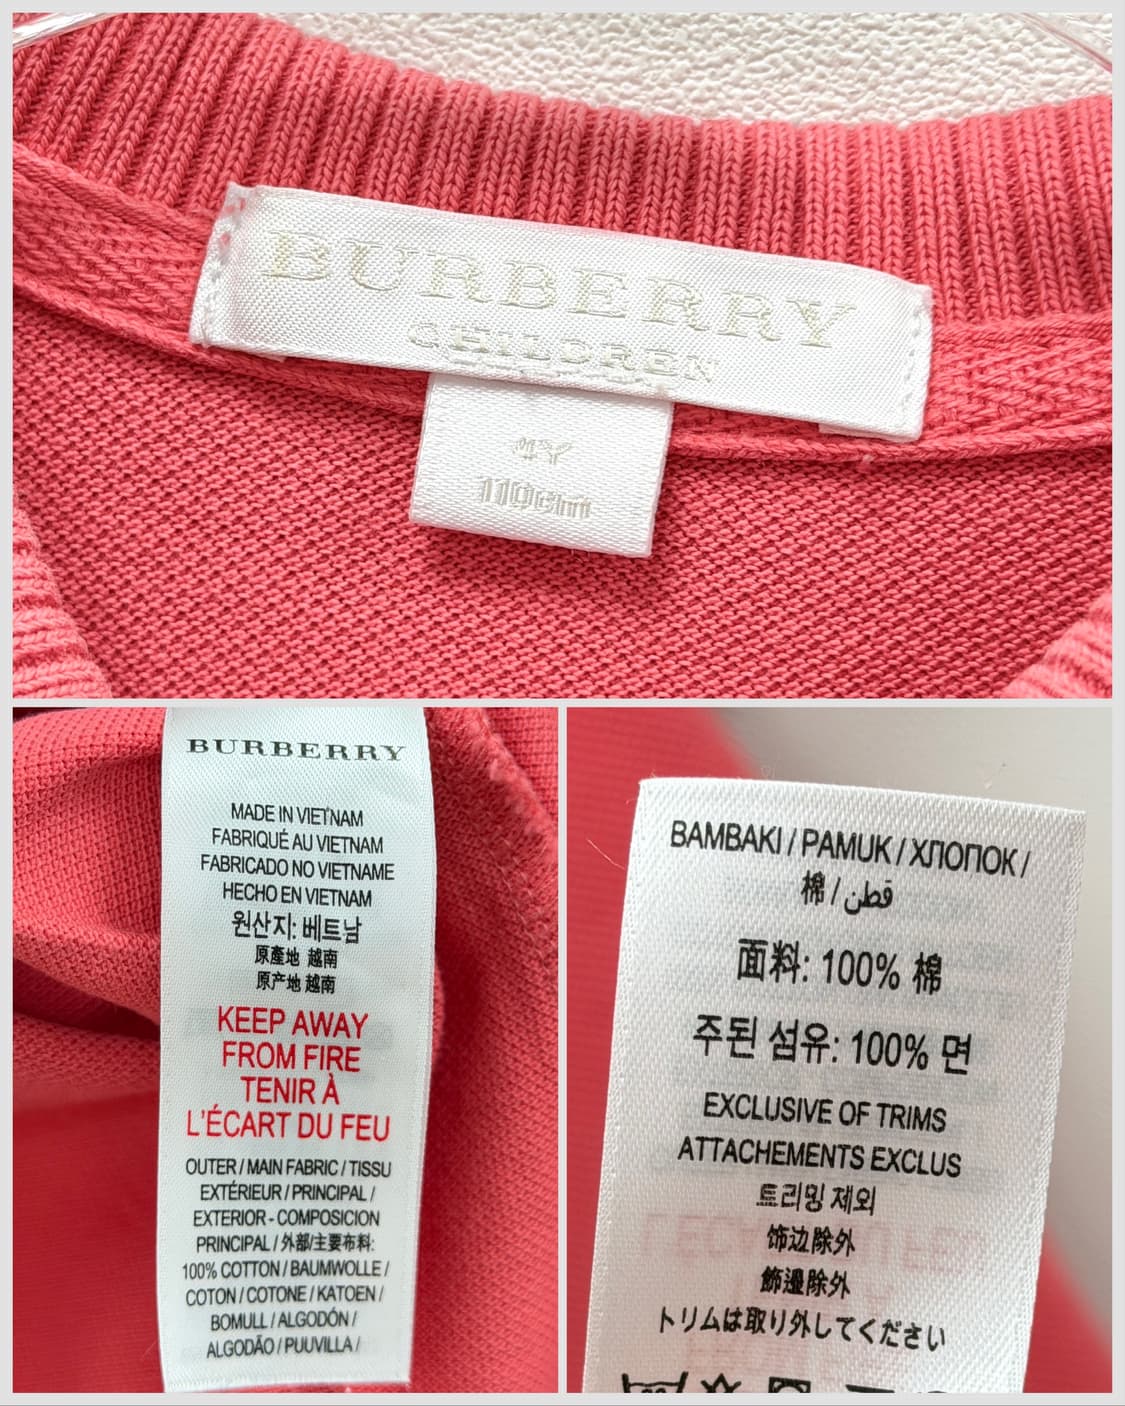 BURBERRY
CHILDREN
4Y
110cm
BURBERRY
MADE IN VIETNAM
FABRIQUÉ AU VIETNAM
FABRICADO NO VIETNAME
HECHO EN VIETNAM
원산지: 베트남
原產地 越南
原产地 越南
KEEP AWAY
FROM FIRE
TENIR À
L'ÉCART DU FEU
OUTER / MAIN FABRIC / TISSU
EXTÉRIEUR / PRINCIPAL /
EXTERIOR - COMPOSICION
PRINCIPAL / 外部/主要布料:
100% COTTON / BAUMWOLLE /
COTON / COTONE / KATOEN /
BOMULL / ALGODÓN /
ALGODÃO / PUUVILLA /
BAMBAKI / PAMUK / ХЛОПОК /
棉 / قطن
面料: 100% 棉
주된 섬유: 100% 면
EXCLUSIVE OF TRIMS
ATTACHEMENTS EXCLUS
트리밍 제외
饰边除外
飾邊除外
トリムは取り外してください